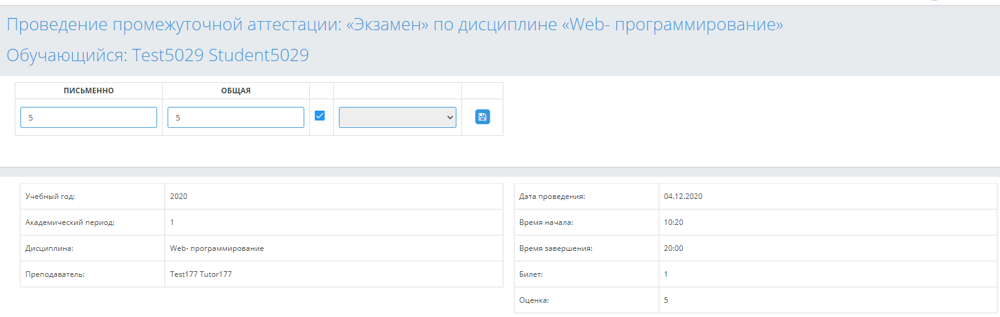 Проведение промежуточной аттестации: «Экзамен» по дисциплине «Web- программирование»
Обучающийся: Test5029 Student5029
ПИСЬМЕННО ОБЩАЯ
5 5
Учебный год: 2020
Академический период: 1
Дисциплина: Web- программирование
Преподаватель: Test177 Tutor177
Дата проведения: 04.12.2020
Время начала: 10:20
Время завершения: 20:00
Билет: 1
Оценка: 5